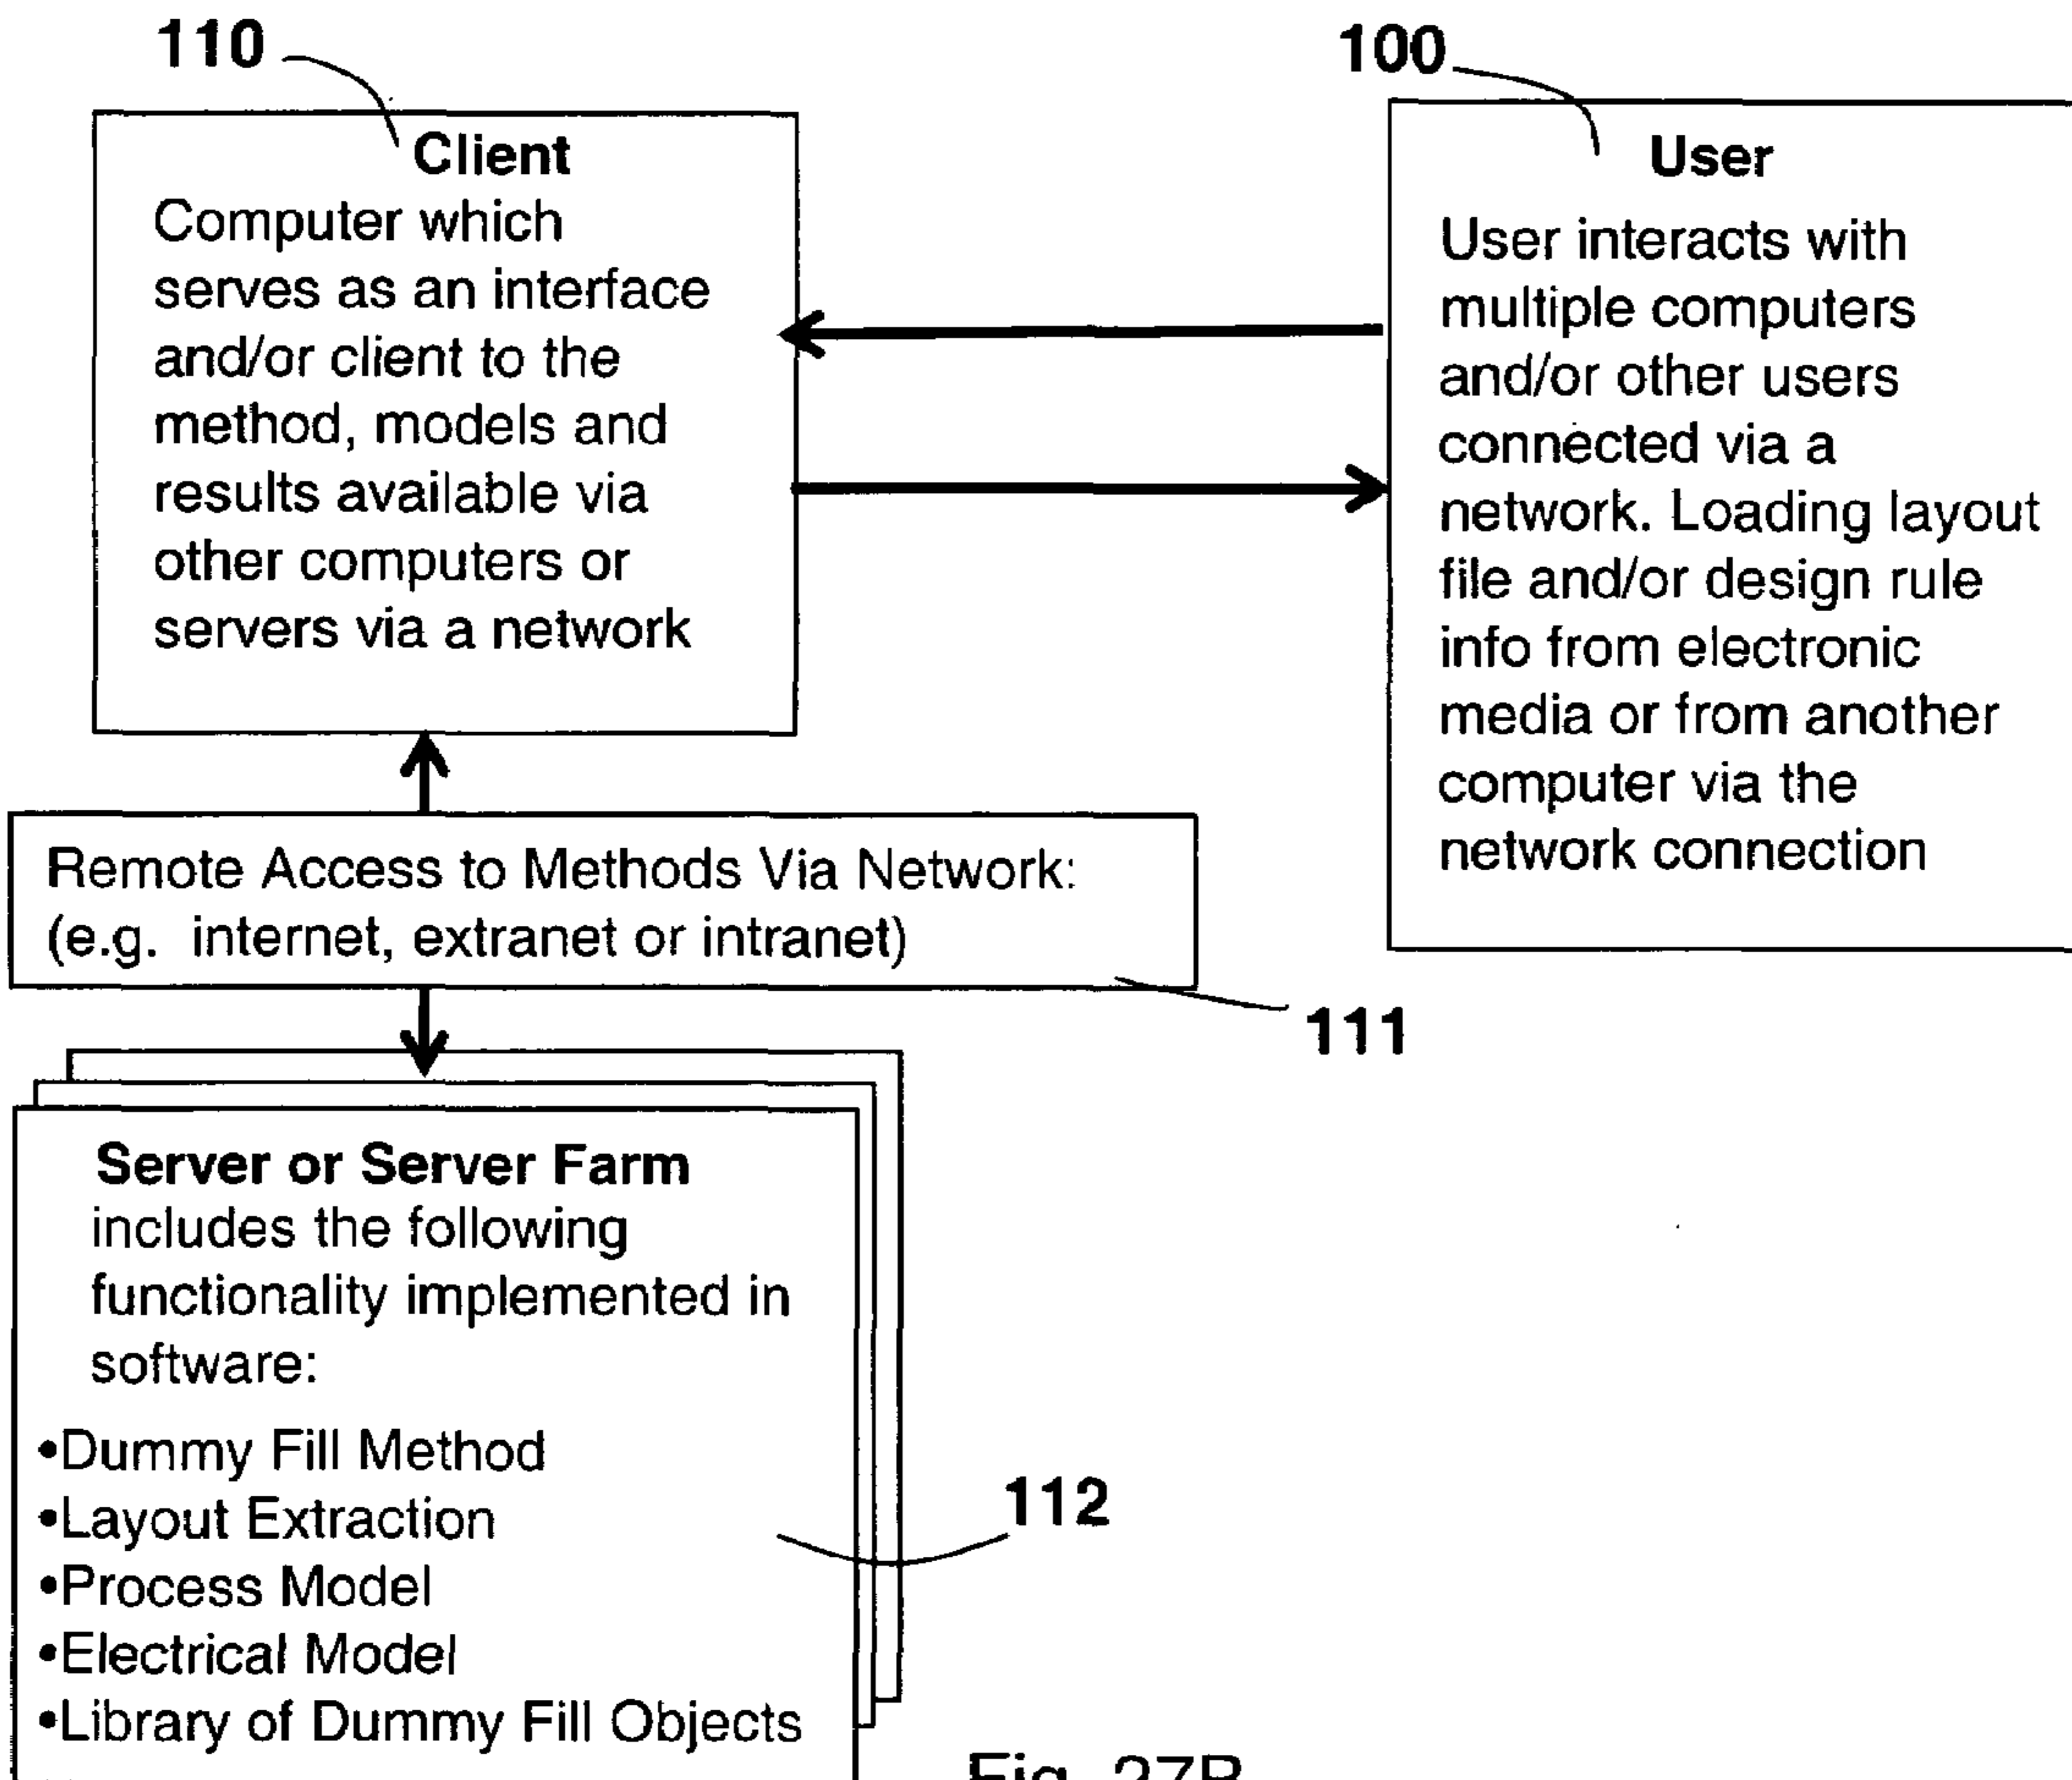 110
Client
Computer which
serves as an interface
and/or client to the
method, models and
results available via
other computers or
servers via a network
100
User
User interacts with
multiple computers
and/or other users
connected via a
network. Loading layout
file and/or design rule
info from electronic
media or from another
computer via the
network connection
Remote Access to Methods Via Network:
(e.g. internet, extranet or intranet)
111
Server or Server Farm
includes the following
functionality implemented in
software:
•Dummy Fill Method
•Layout Extraction
•Process Model
•Electrical Model
•Library of Dummy Fill Objects
112
Fig. 27B